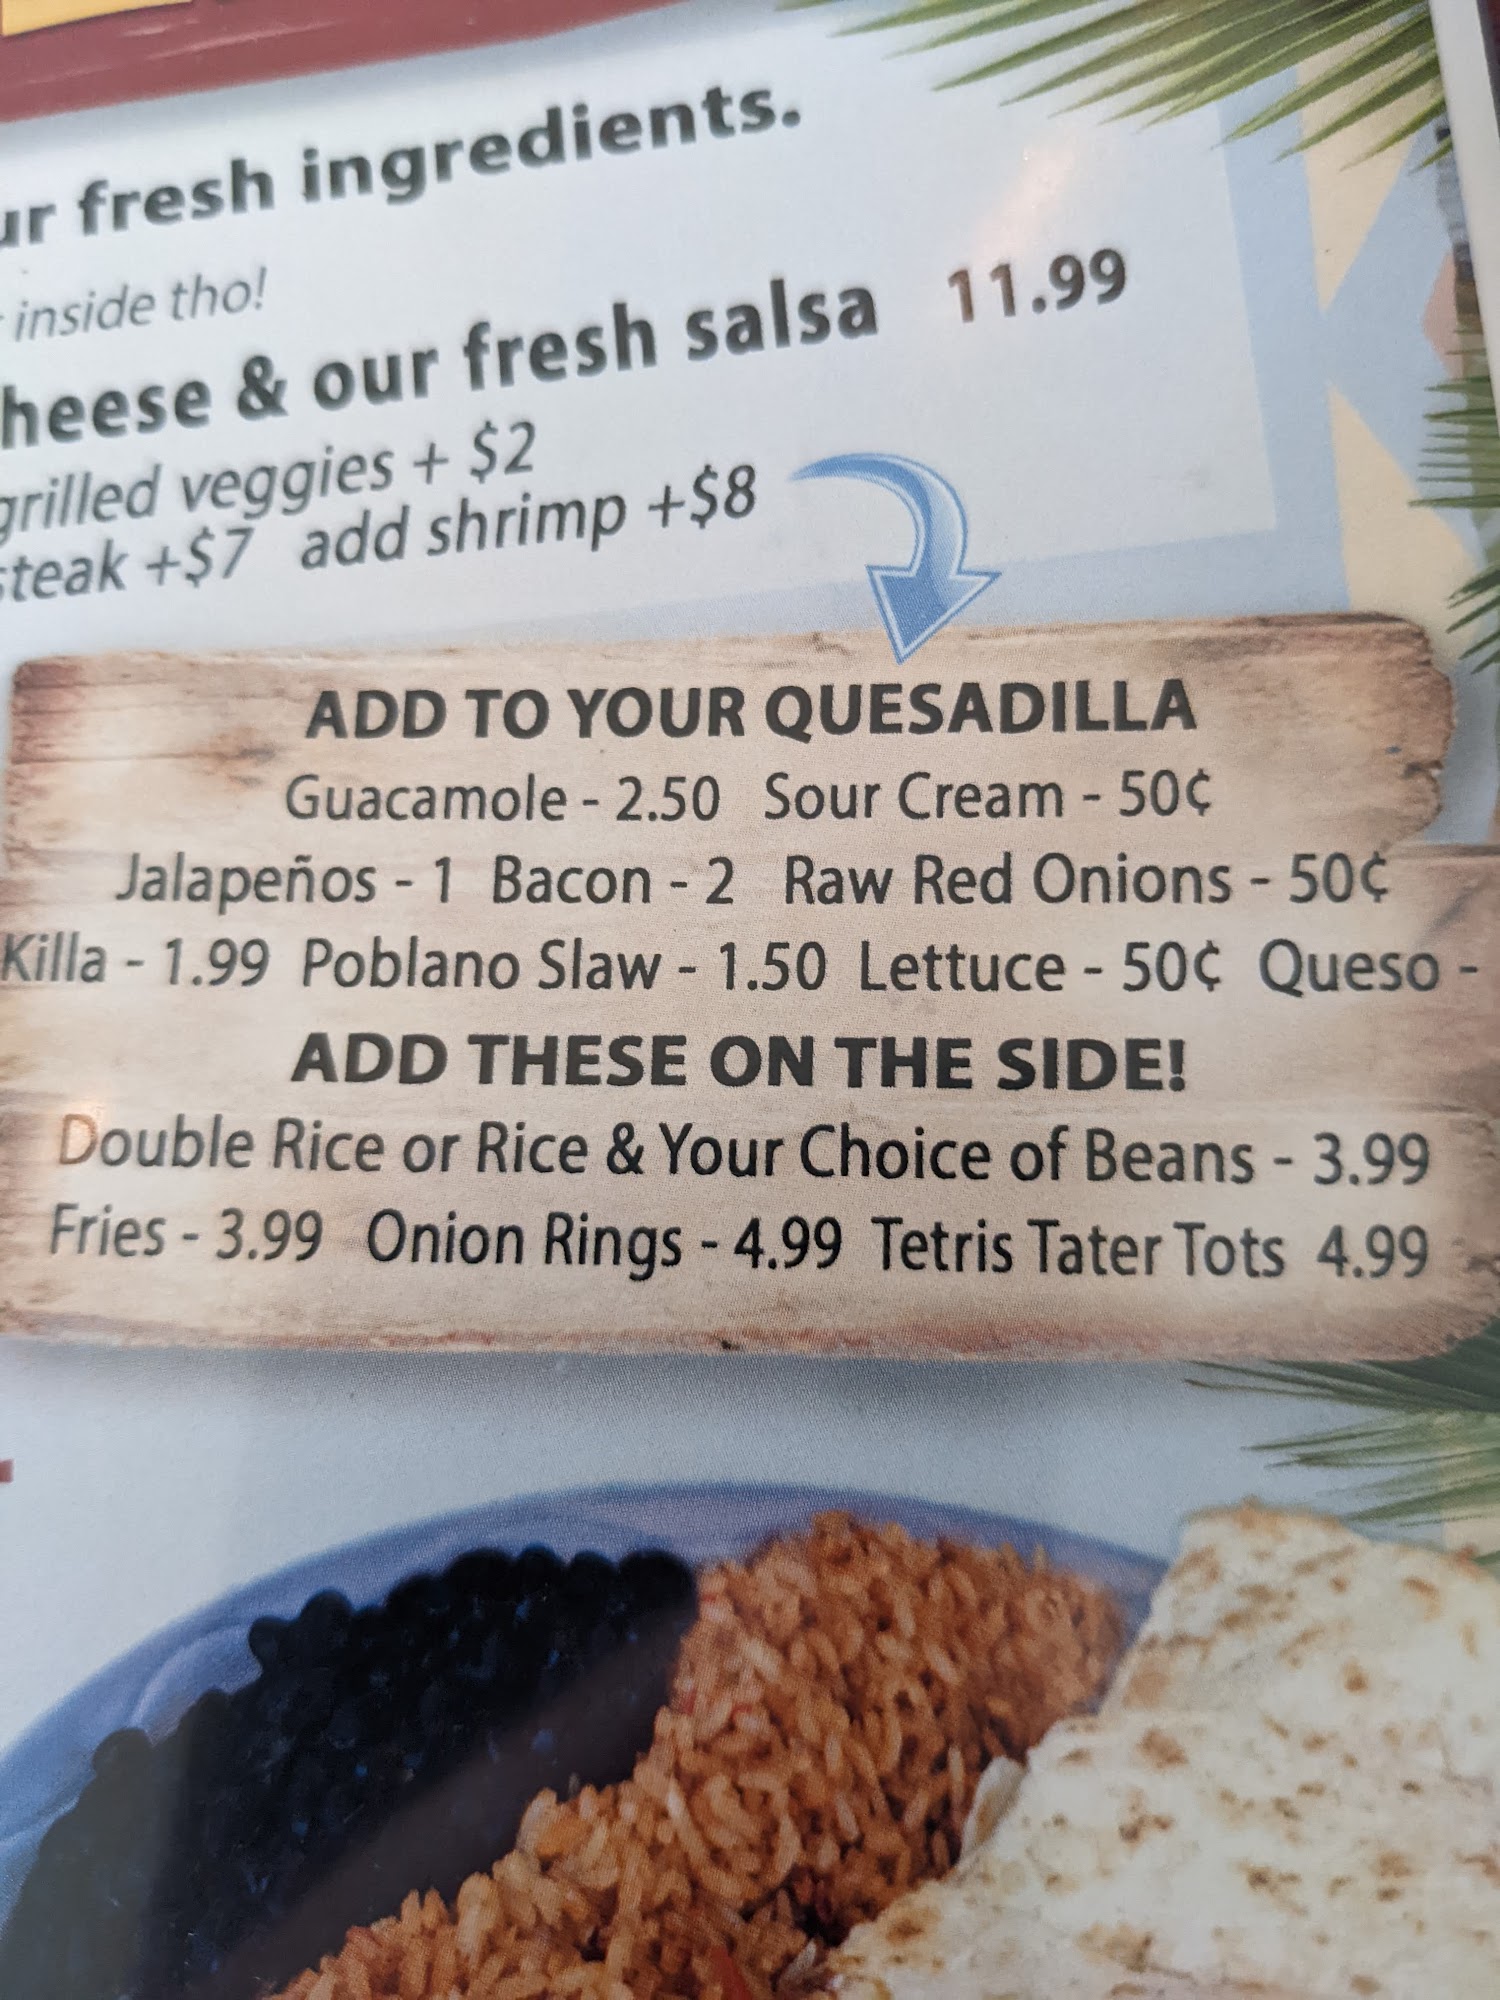 fresh ingredients.
inside tho!
& our fresh salsa 11.99
grilled veggies + $2
steak +$7 add shrimp +$8
ADD TO YOUR QUESADILLA
Guacamole - 2.50 Sour Cream - 50¢
Jalapeños - 1 Bacon - 2 Raw Red Onions - 50¢
Killa - 1.99 Poblano Slaw - 1.50 Lettuce - 50¢ Queso -
ADD THESE ON THE SIDE!
Double Rice or Rice & Your Choice of Beans - 3.99
Fries - 3.99 Onion Rings - 4.99 Tetris Tater Tots 4.99